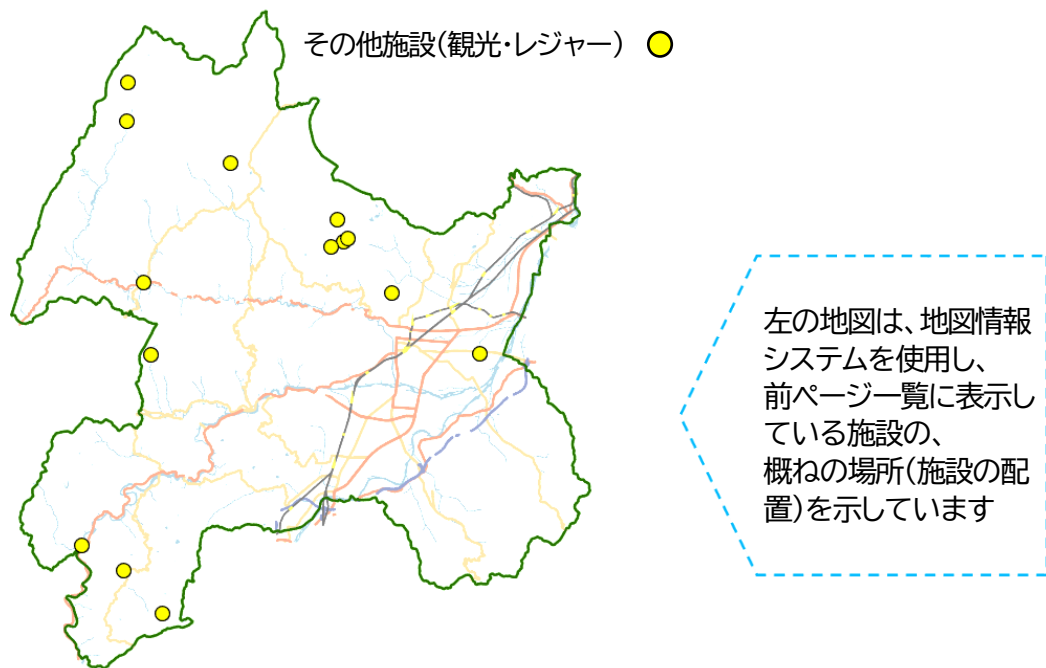 その他施設(観光・レジャー)
左の地図は、地図情報
システムを使用し、
前ページ一覧に表示し
ている施設の、
概ねの場所(施設の配
置)を示しています